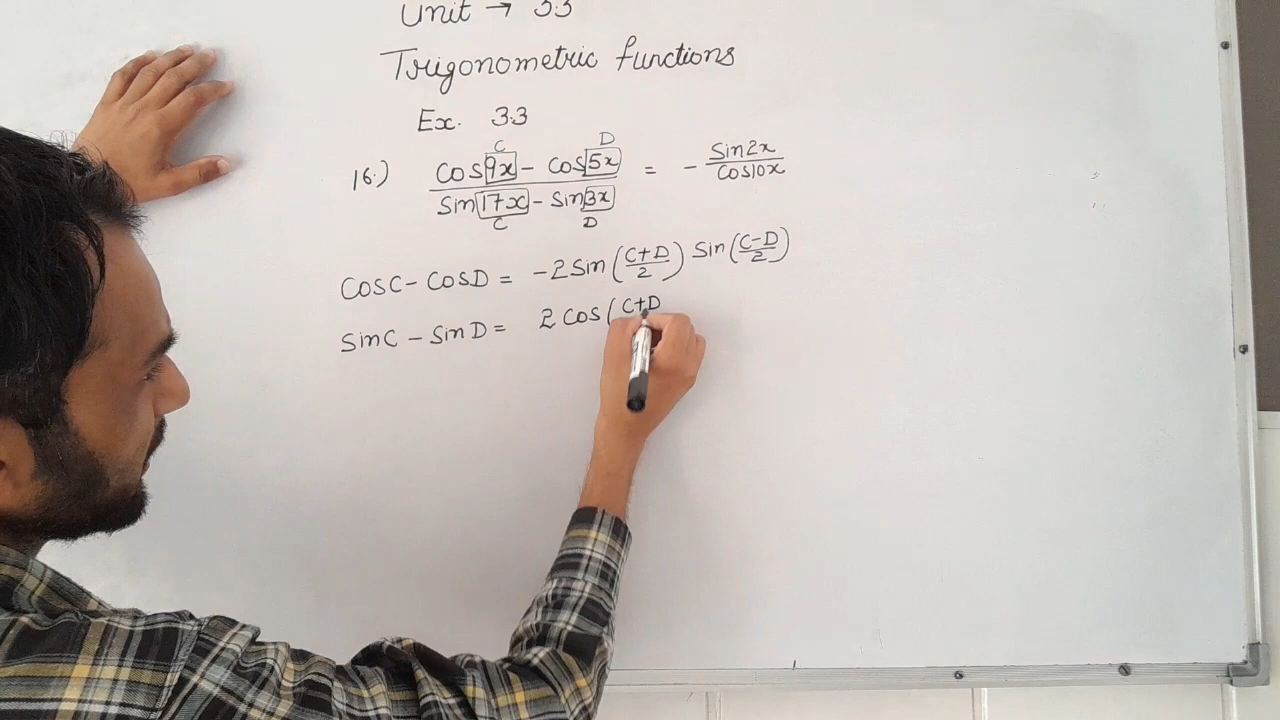 Unit → 3.3
Trigonometric functions
Ex. 3.3
C D
16.) Cos 9x - Cos 5x / Sin 17x - Sin 3x = - Sin2x / Cos10x
C D
CosC - CosD = -2 Sin (C+D / 2) Sin (C-D / 2)
SinC - Sin D = 2 Cos ( C+D